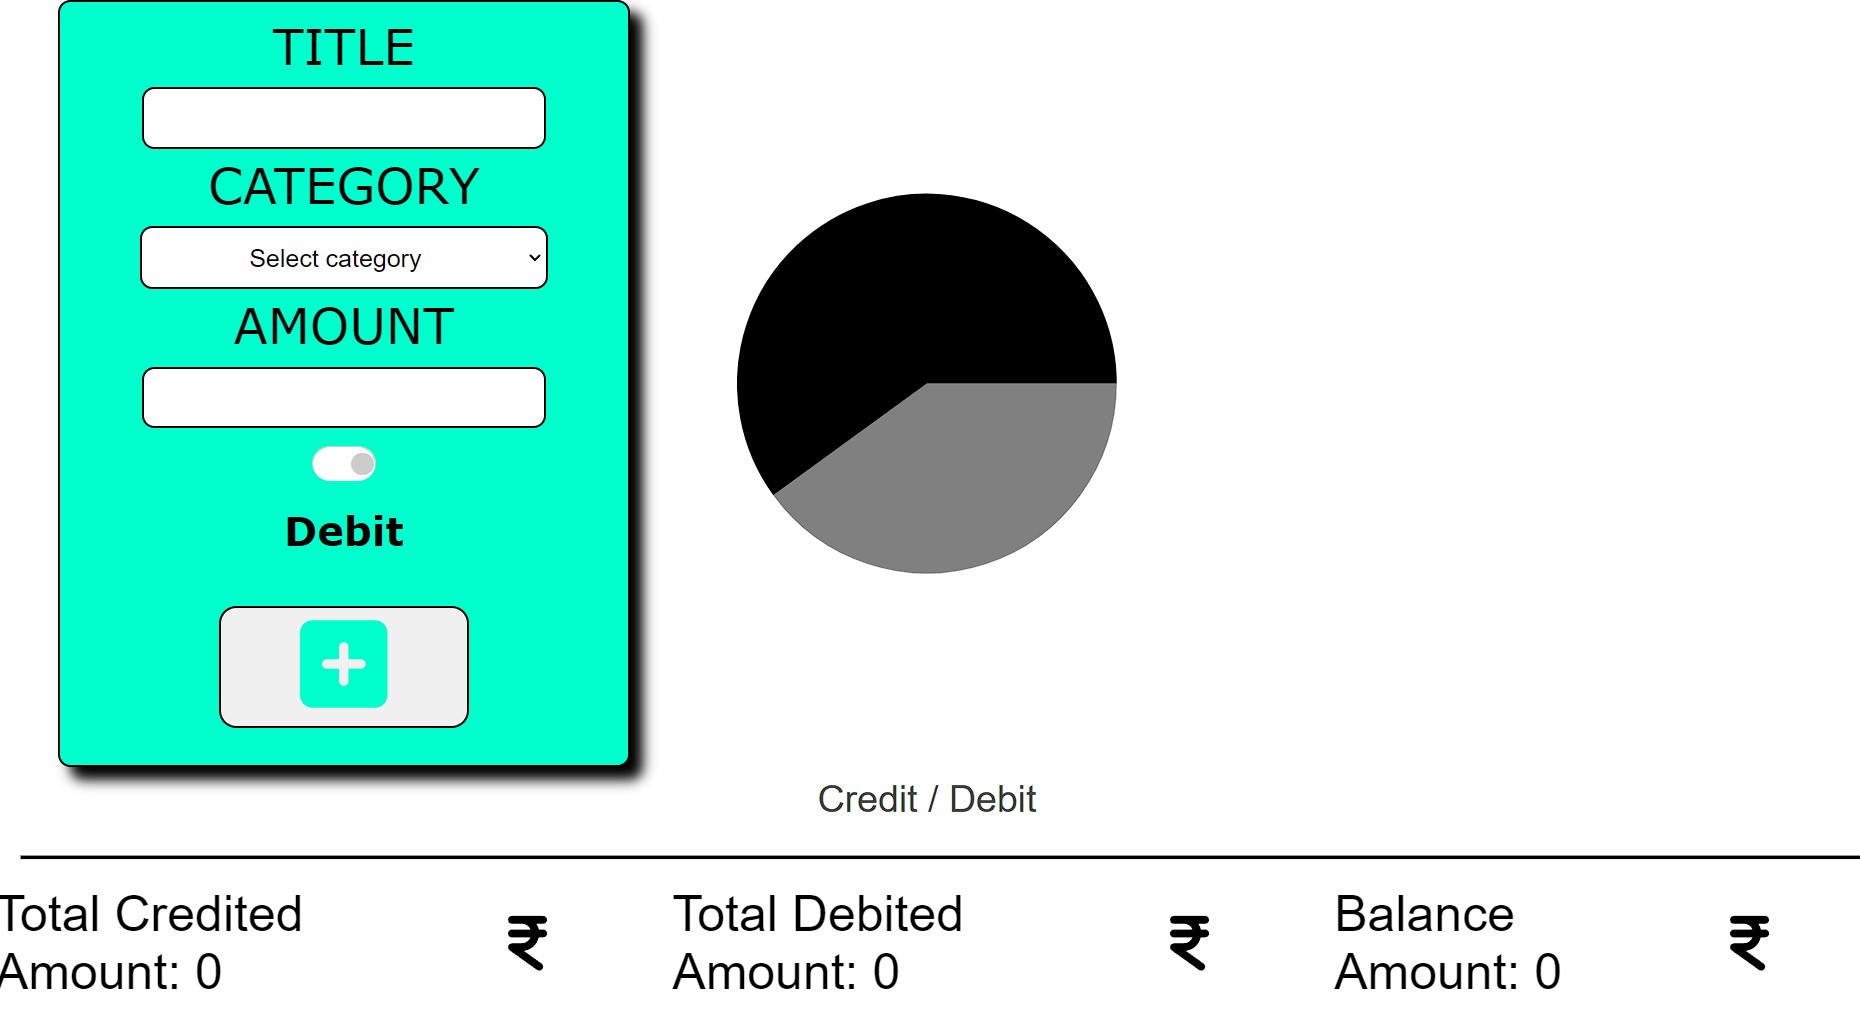 TITLE
CATEGORY
Select category
AMOUNT
Debit
Credit / Debit
Total Credited
Amount: 0
₹
Total Debited
Amount: 0
₹
Balance
Amount: 0
₹